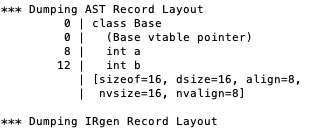 *** Dumping AST Record Layout
         0 | class Base
         0 |   (Base vtable pointer)
         8 |   int a
        12 |   int b
           | [sizeof=16, dsize=16, align=8,
           |  nvsize=16, nvalign=8]

*** Dumping IRgen Record Layout